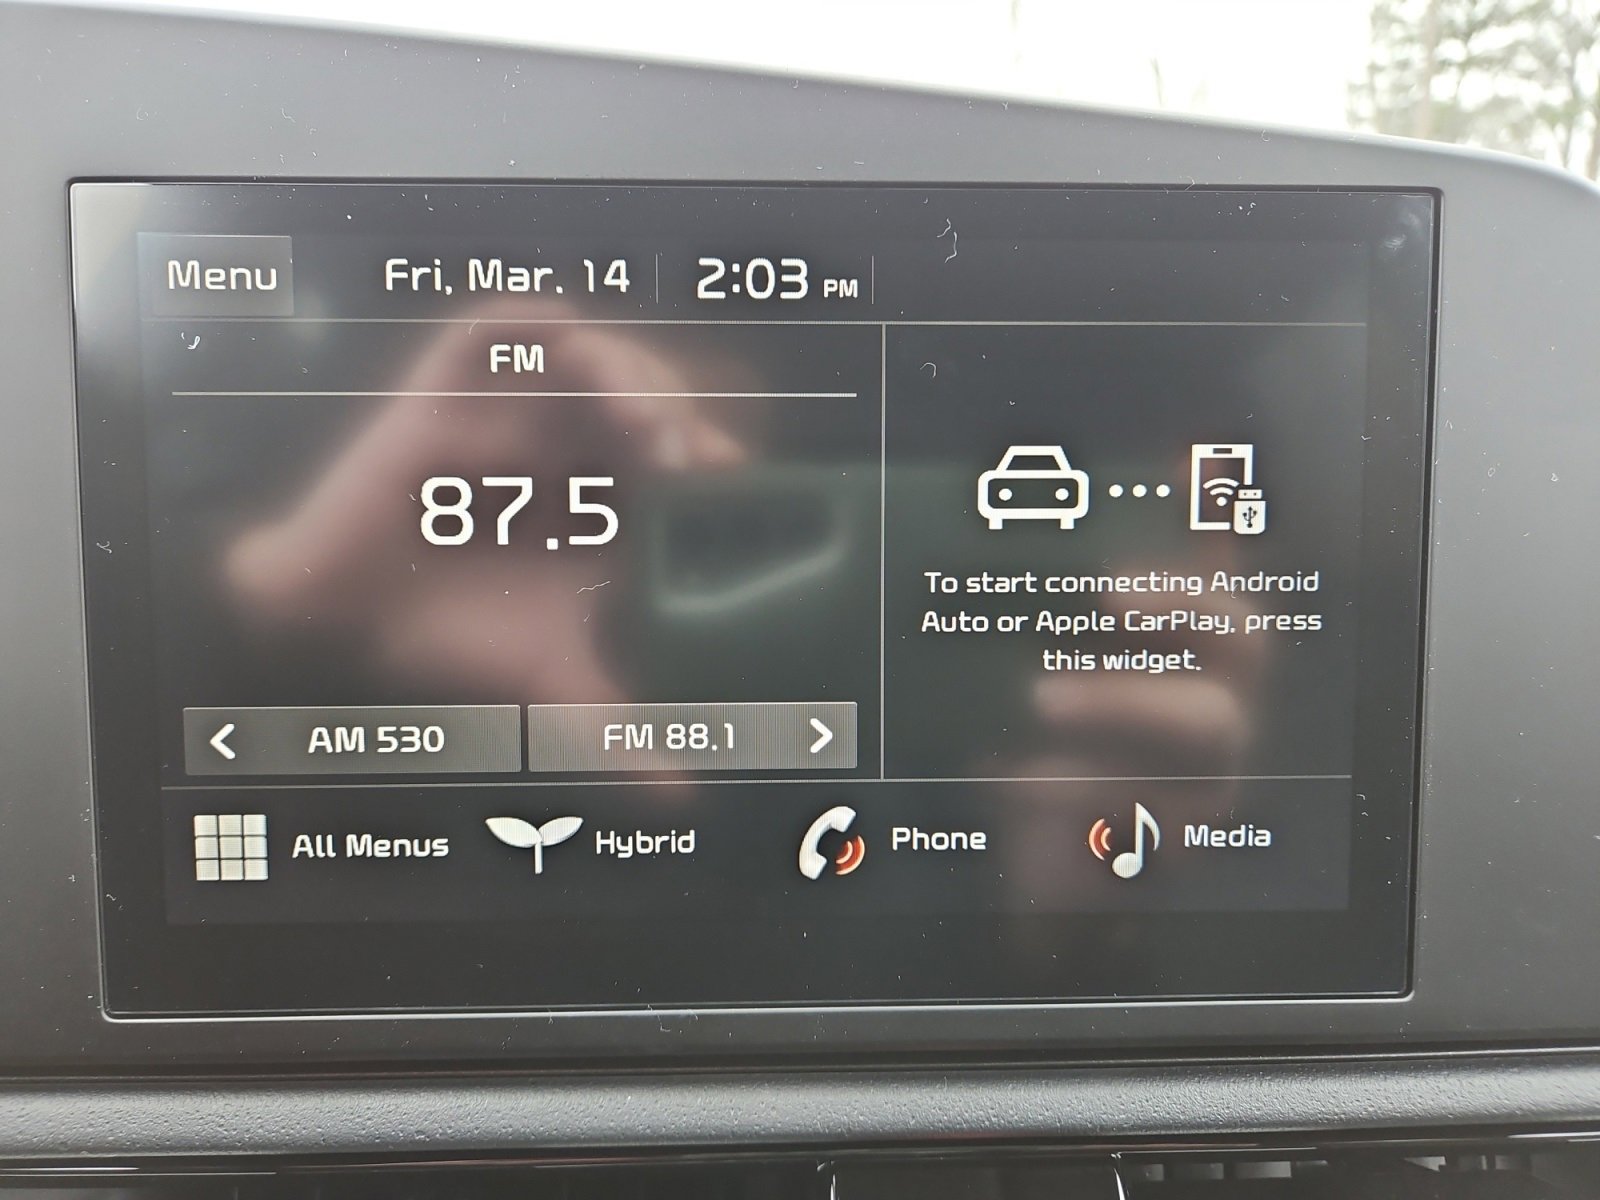 Menu
Fri, Mar. 14
2:03 PM
FM
87.5
AM 530
FM 88.1
To start connecting Android
Auto or Apple CarPlay, press
this widget.
All Menus
Hybrid
Phone
Media